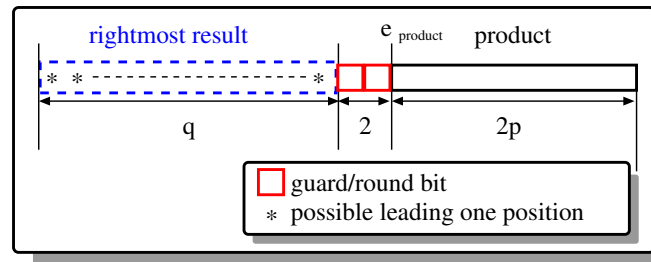 rightmost result
e product
product
* * *
q
2
2p
guard/round bit
* possible leading one position